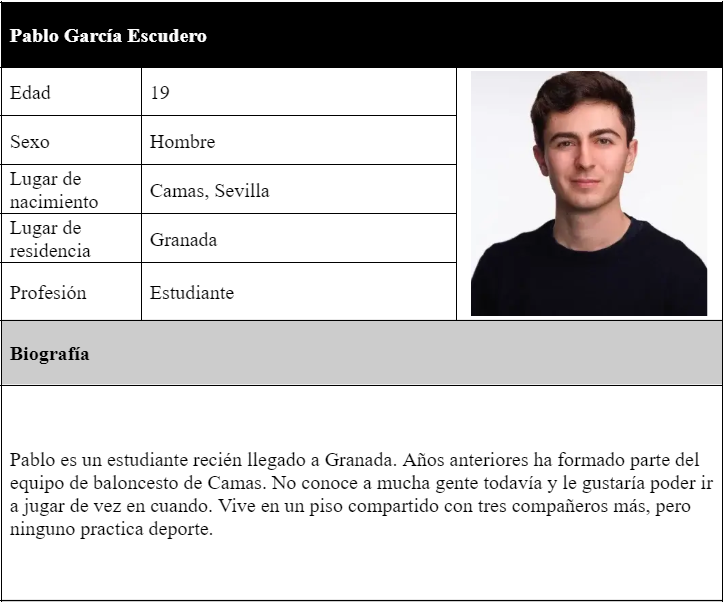 Pablo García Escudero
Edad
19
Sexo
Hombre
Lugar de
nacimiento
Camas, Sevilla
Lugar de
residencia
Granada
Profesión
Estudiante
Biografía
Pablo es un estudiante recién llegado a Granada. Años anteriores ha formado parte del
equipo de baloncesto de Camas. No conoce a mucha gente todavía y le gustaría poder ir
a jugar de vez en cuando. Vive en un piso compartido con tres compañeros más, pero
ninguno practica deporte.